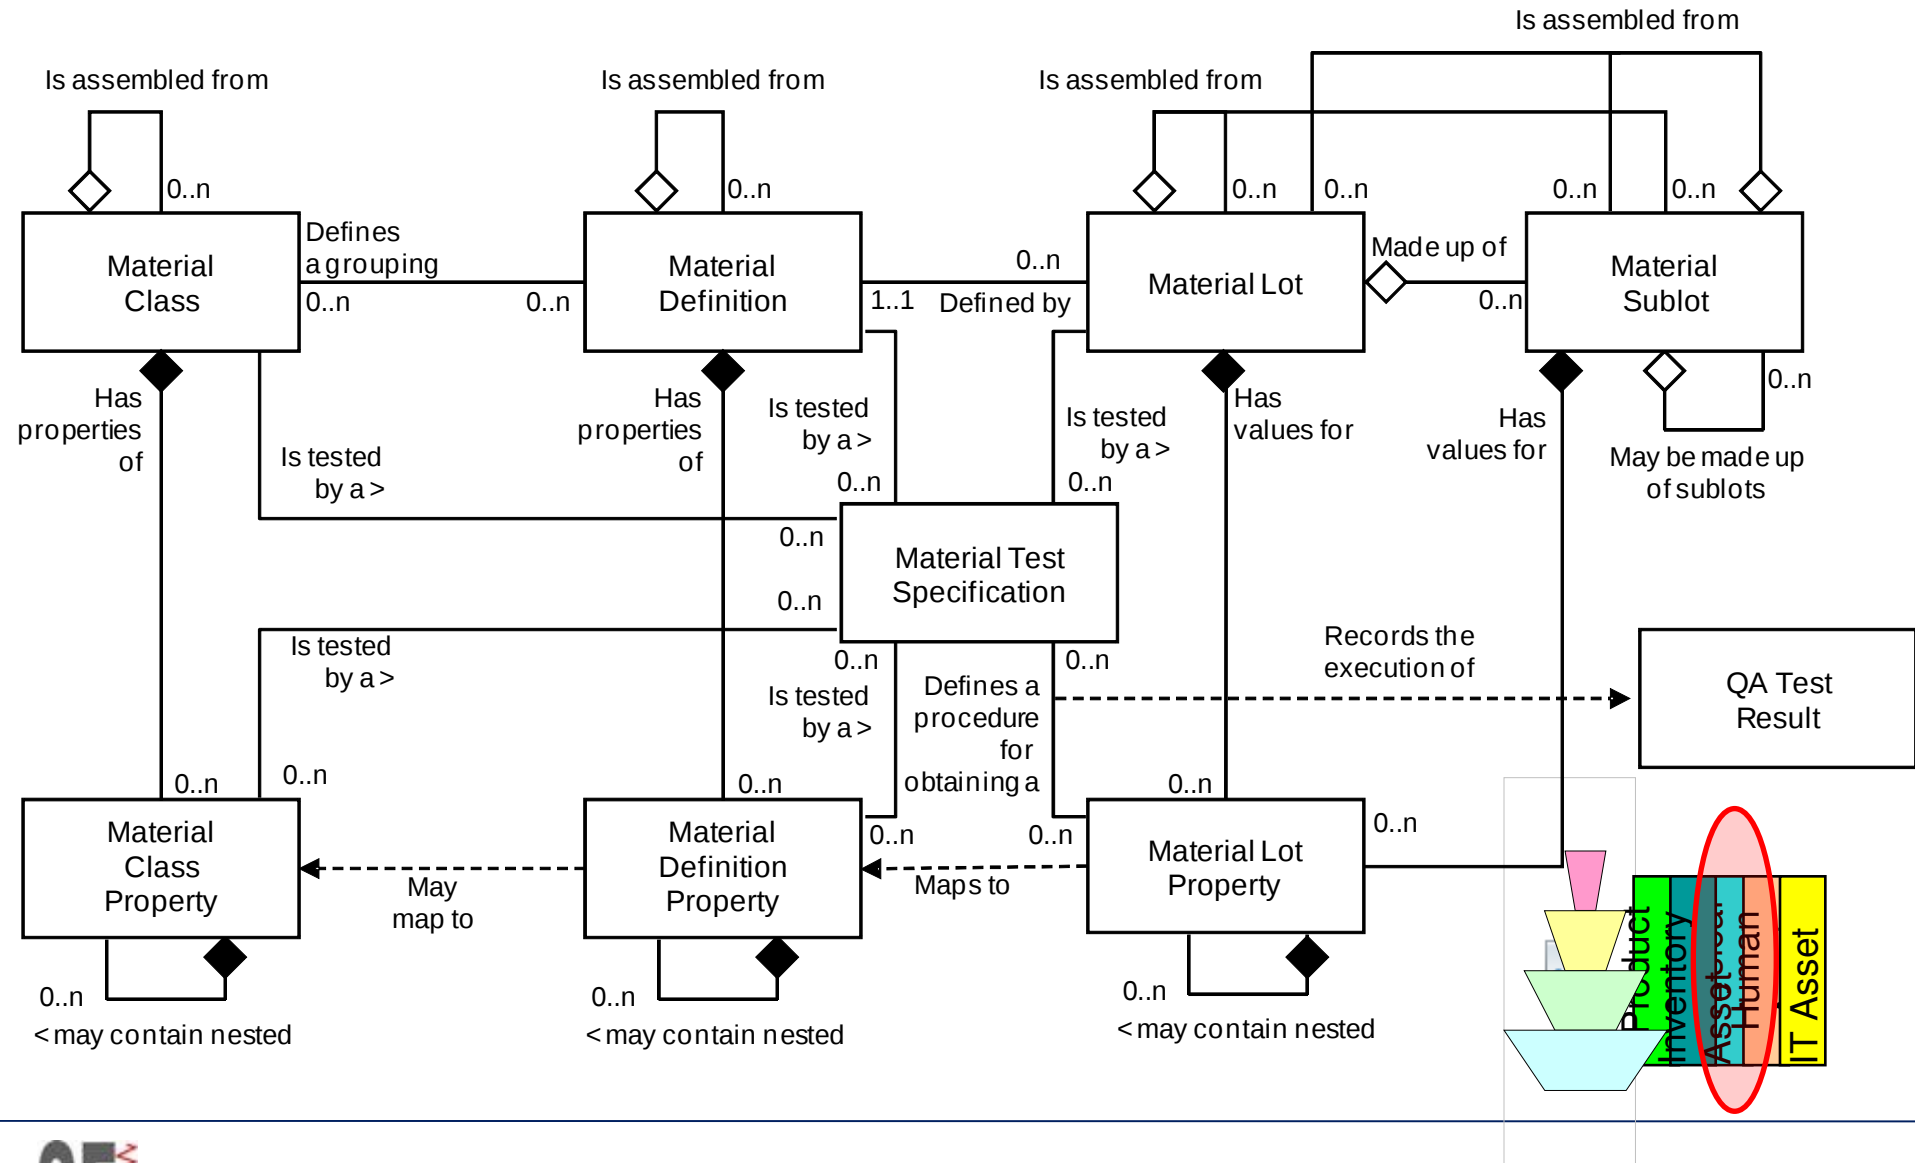 Is assembled from
Is assembled from
Is assembled from
Is assembled from
0..n
0..n
0..n
0..n
0..n
0..n
Material
Class
Defines
a grouping
0..n
0..n
Material
Definition
0..n
1..1
Defined by
Material Lot
Made up of
0..n
Material
Sublot
Has
properties
of
Is tested
by a >
Has
properties
of
Is tested
by a >
0..n
Is tested
by a >
0..n
Has
values for
Has
values for
0..n
May be made up
of sublots
0..n
Material Test
Specification
0..n
Is tested
by a >
0..n
Is tested
by a >
0..n
Defines a
procedure
for
obtaining a
Records the
execution of
QA Test
Result
0..n
0..n
0..n
0..n
Material
Class
Property
May
map to
Material
Definition
Property
0..n
0..n
Maps to
Material Lot
Property
0..n
0..n
< may contain nested
0..n
< may contain nested
0..n
< may contain nested
Product
Inventory
Asset
Human
IT Asset